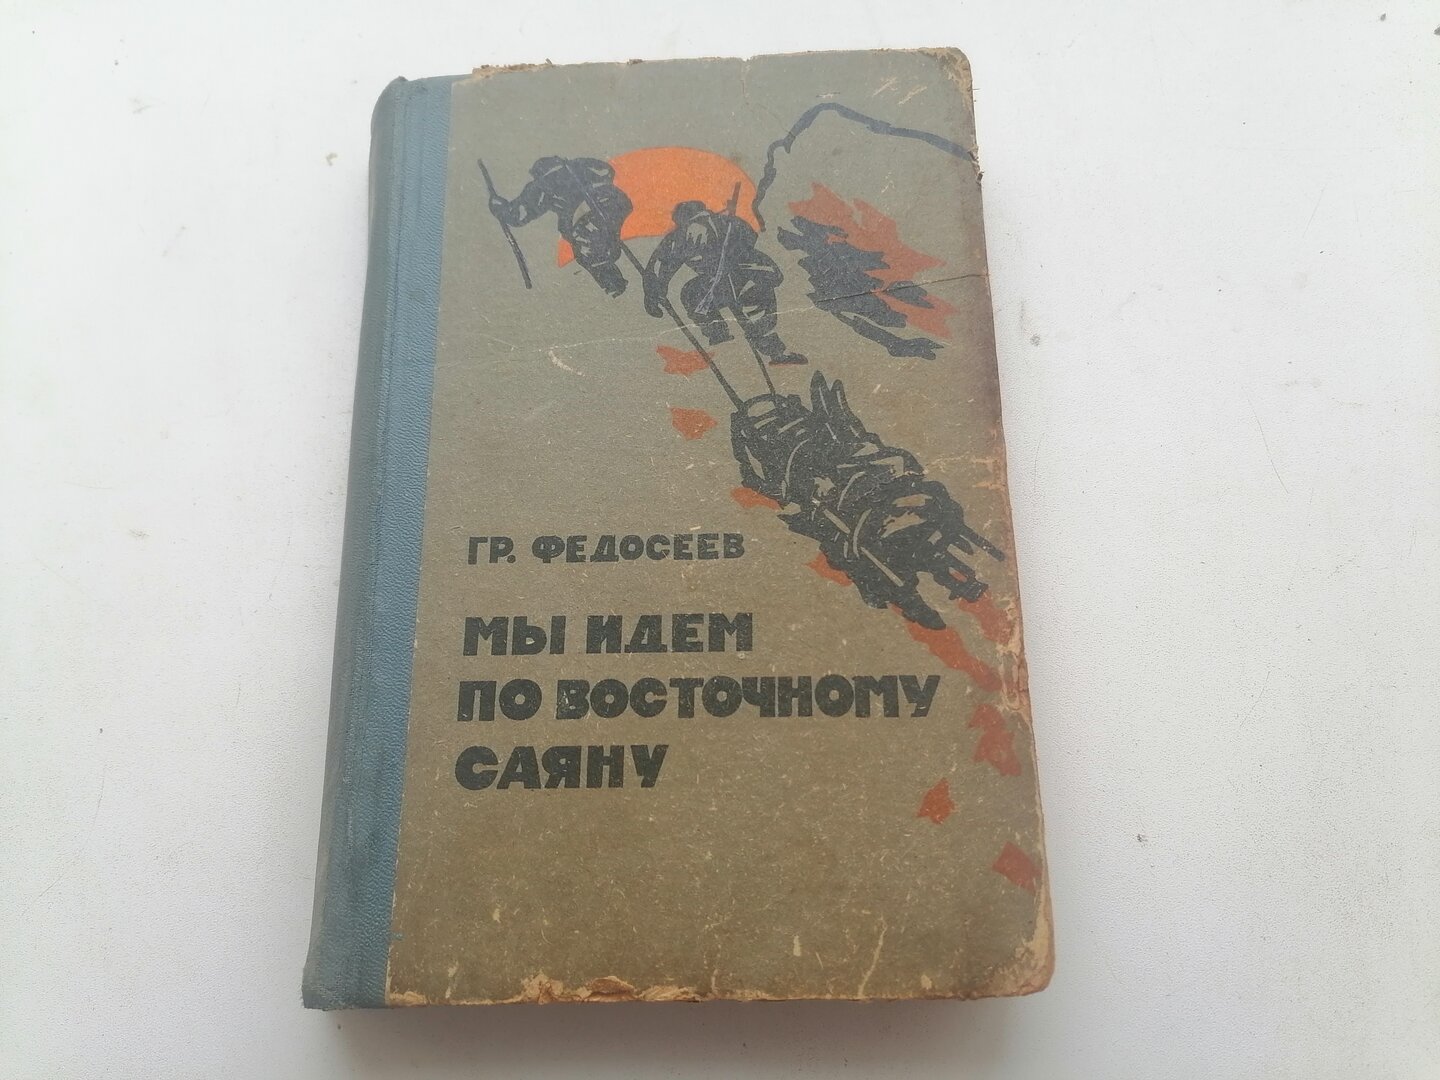 ГР. ФЕДОСЕЕВ
МЫ ИДЕМ
ПО ВОСТОЧНОМУ
САЯНУ